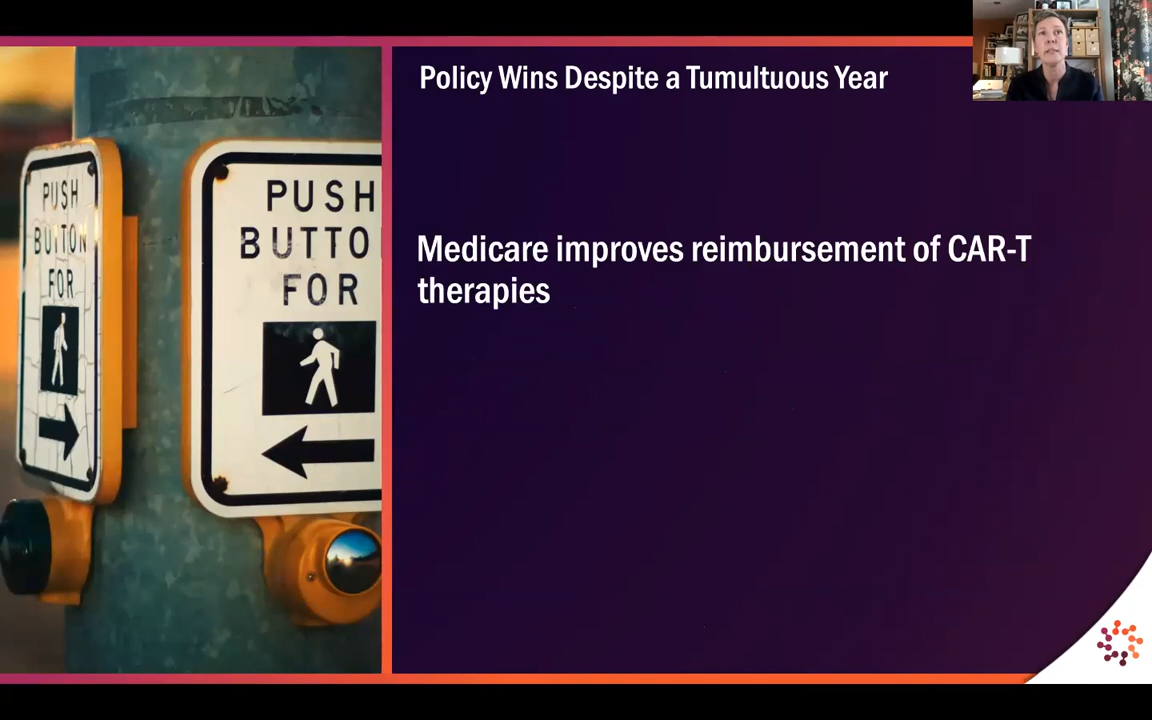 Policy Wins Despite a Tumultuous Year
Medicare improves reimbursement of CAR-T
therapies
PUSH
BUTTON
FOR
PUSH
BUTTO
FOR